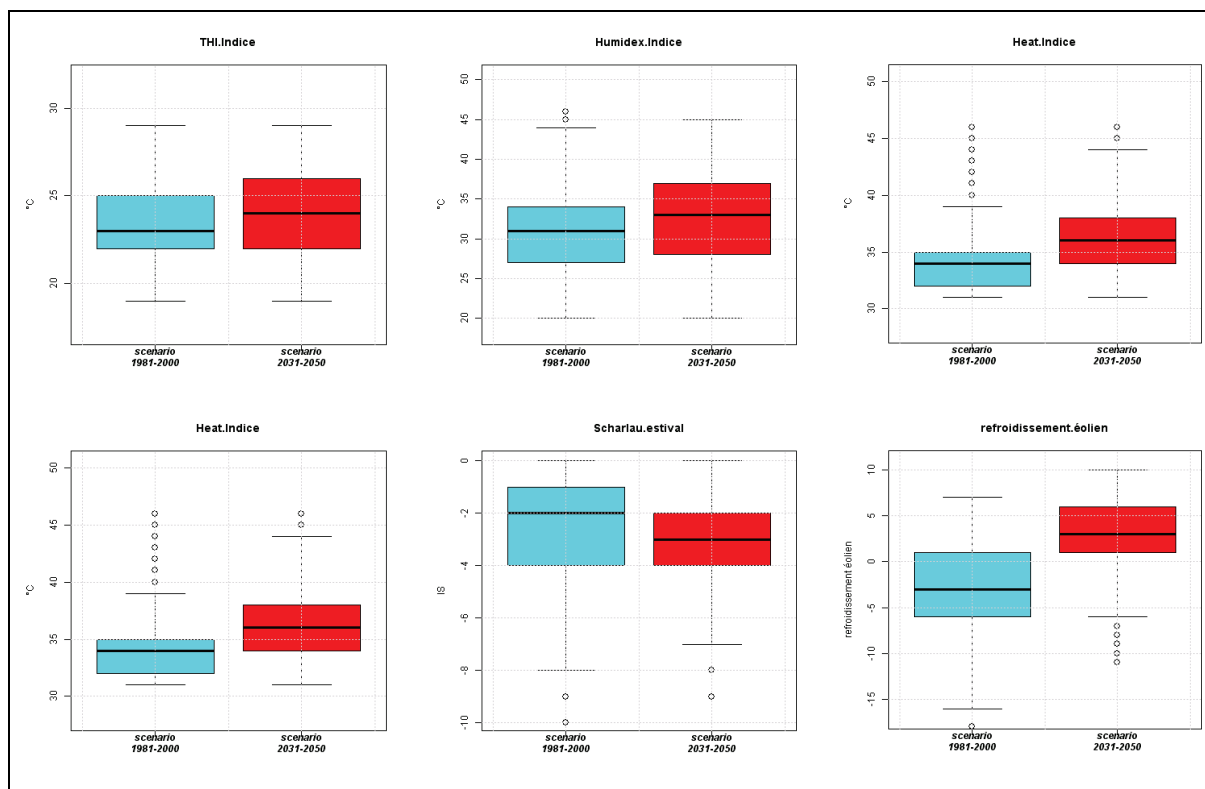 THI.Indice
30
25
20
°C
scenario
1981-2000
scenario
2031-2050
Humidex.Indice
50
45
40
35
30
25
20
°C
scenario
1981-2000
scenario
2031-2050
Heat.Indice
50
45
40
35
30
°C
scenario
1981-2000
scenario
2031-2050
Heat.Indice
50
45
40
35
30
°C
scenario
1981-2000
scenario
2031-2050
Scharlau.estival
0
-2
-4
-6
-8
-10
IS
scenario
1981-2000
scenario
2031-2050
refroidissement.éolien
10
5
0
-5
-10
-15
refroidissement éolien
scenario
1981-2000
scenario
2031-2050